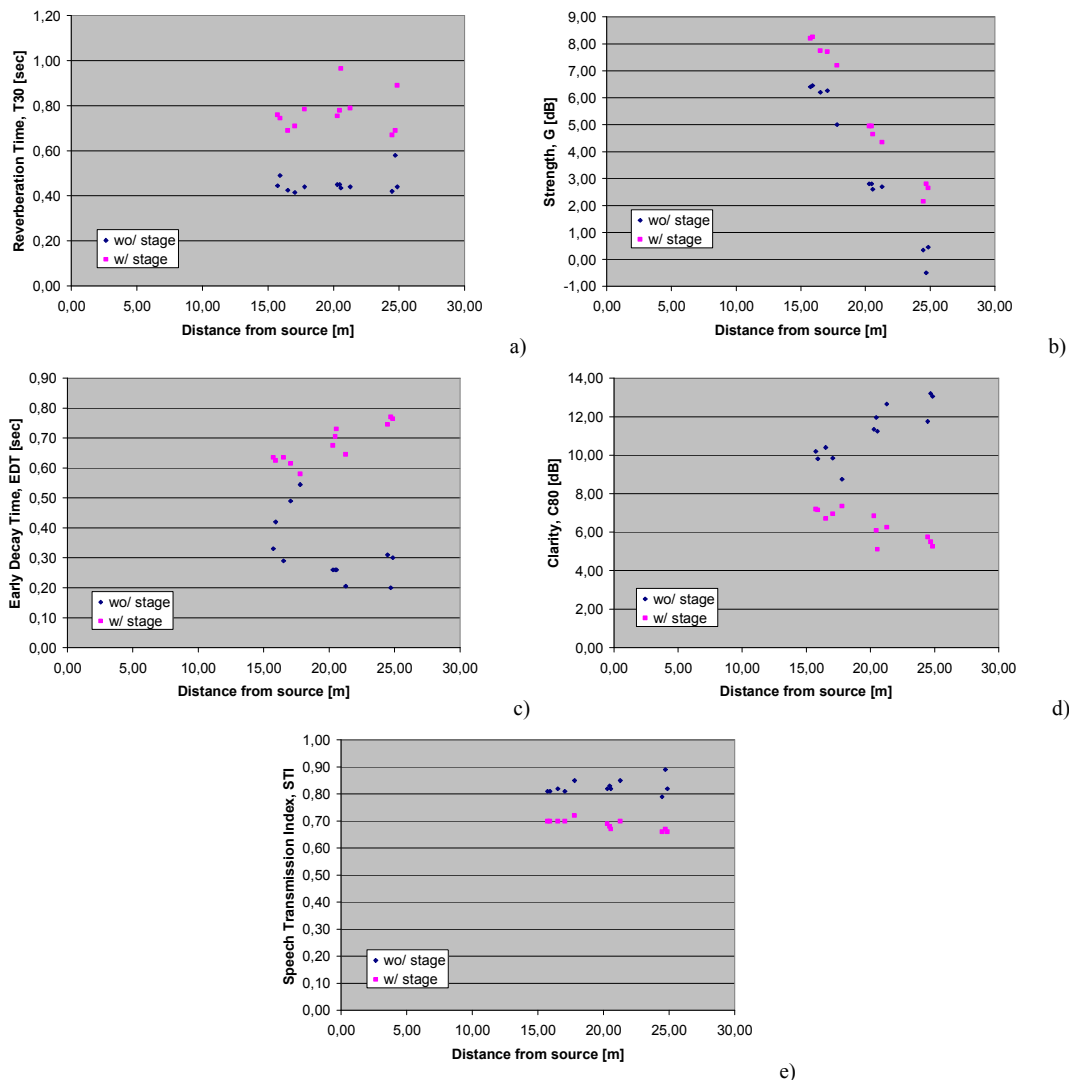 1,20
1,00
0,80
0,60
0,40
0,20
0,00
Reverberation Time, T30 [sec]
wo/ stage
w/ stage
0,00 5,00 10,00 15,00 20,00 25,00 30,00
Distance from source [m]
a)
9,00
8,00
7,00
6,00
5,00
4,00
3,00
2,00
1,00
0,00
-1,00
Strength, G [dB]
wo/ stage
w/ stage
0,00 5,00 10,00 15,00 20,00 25,00 30,00
Distance from source [m]
b)
0,90
0,80
0,70
0,60
0,50
0,40
0,30
0,20
0,10
0,00
Early Decay Time, EDT [sec]
wo/ stage
w/ stage
0,00 5,00 10,00 15,00 20,00 25,00 30,00
Distance from source [m]
c)
14,00
12,00
10,00
8,00
6,00
4,00
2,00
0,00
Clarity, C80 [dB]
wo/ stage
w/ stage
0,00 5,00 10,00 15,00 20,00 25,00 30,00
Distance from source [m]
d)
1,00
0,90
0,80
0,70
0,60
0,50
0,40
0,30
0,20
0,10
0,00
Speech Transmission Index, STI
wo/ stage
w/ stage
0,00 5,00 10,00 15,00 20,00 25,00 30,00
Distance from source [m]
e)